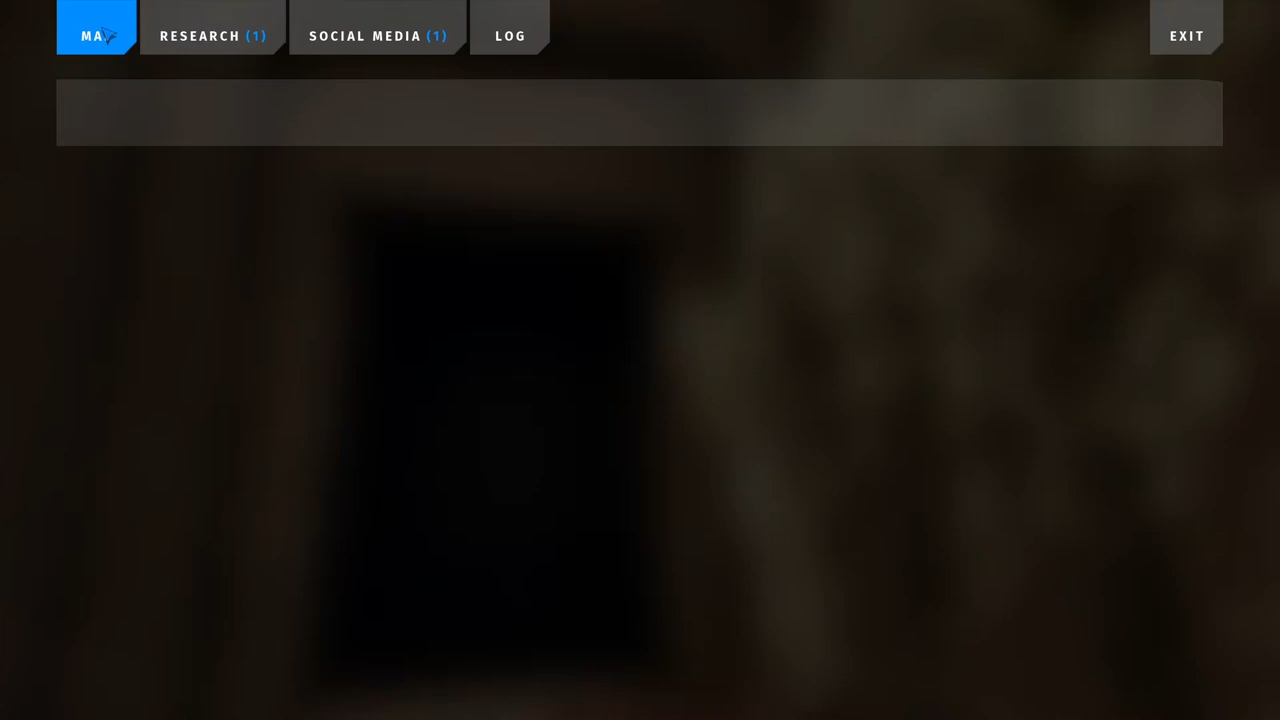 MA
RESEARCH (1)
SOCIAL MEDIA (1)
LOG
EXIT